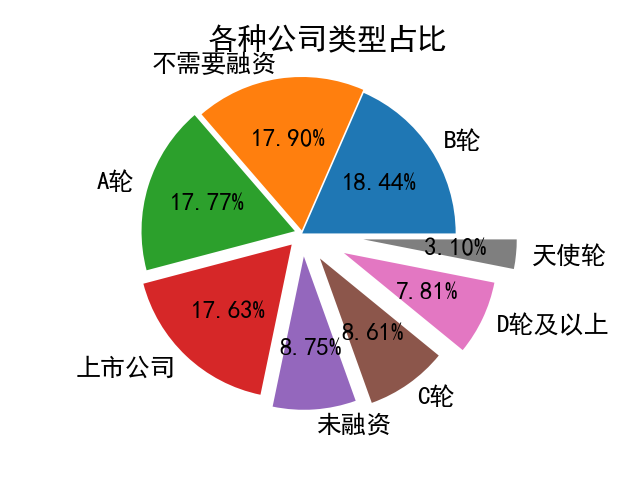 各种公司类型占比
不需要融资
17.90%
B轮
18.44%
A轮
17.77%
天使轮
3.10%
D轮及以上
7.81%
上市公司
17.63%
未融资
8.75%
C轮
8.61%